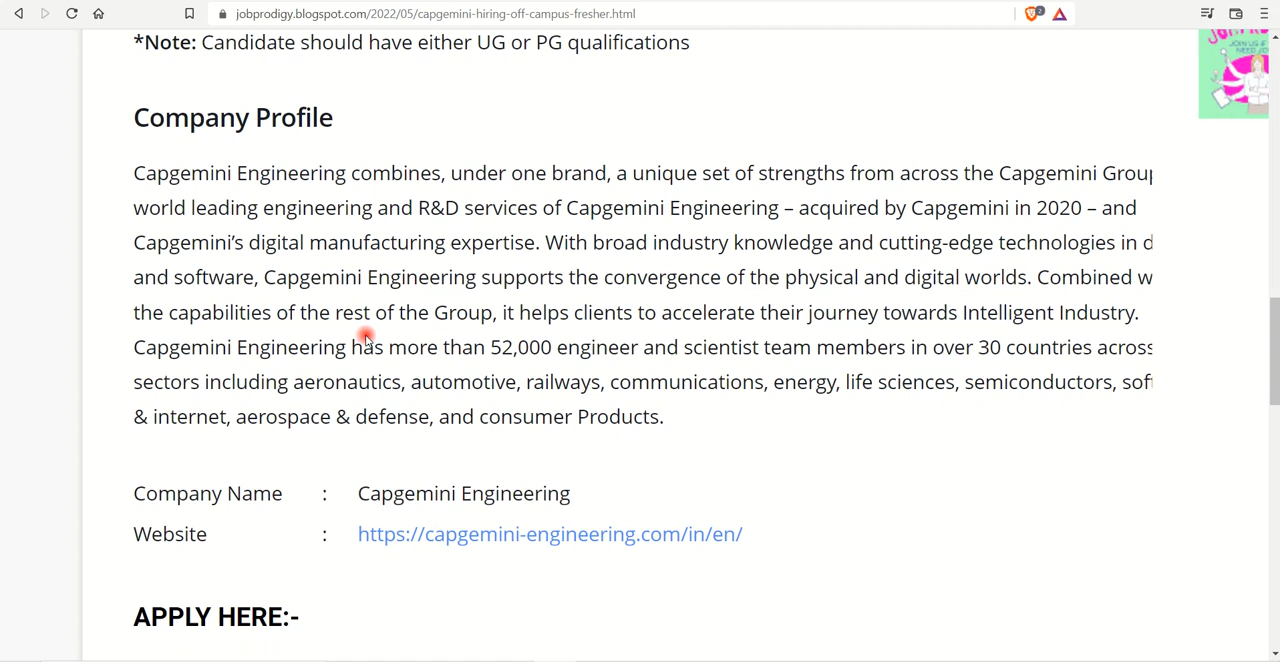 jobprodigy.blogspot.com/2022/05/capgemini-hiring-off-campus-fresher.html
2
*Note: Candidate should have either UG or PG qualifications
JOIN US IF
Company Profile
Capgemini Engineering combines, under one brand, a unique set of strengths from across the Capgemini Group
world leading engineering and R&D services of Capgemini Engineering – acquired by Capgemini in 2020 – and
Capgemini’s digital manufacturing expertise. With broad industry knowledge and cutting-edge technologies in d
and software, Capgemini Engineering supports the convergence of the physical and digital worlds. Combined w
the capabilities of the rest of the Group, it helps clients to accelerate their journey towards Intelligent Industry.
Capgemini Engineering has more than 52,000 engineer and scientist team members in over 30 countries across
sectors including aeronautics, automotive, railways, communications, energy, life sciences, semiconductors, sof
& internet, aerospace & defense, and consumer Products.
Company Name : Capgemini Engineering
Website : https://capgemini-engineering.com/in/en/
APPLY HERE:-